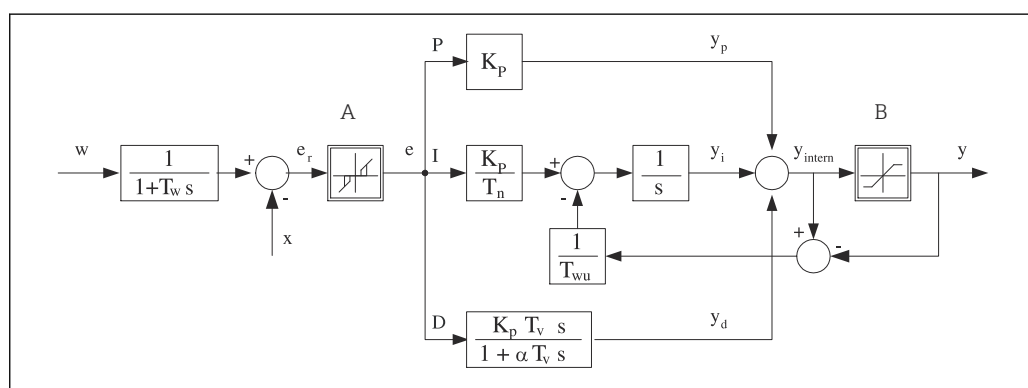 P
y_p
K_P
A
B
w
1
1+T_w s
+
-
e_r
x
e
I
K_P
T_n
+
-
1
s
y_i
y_intern
y
1
T_wu
+
-
D
K_p T_v s
1 + α T_v s
y_d